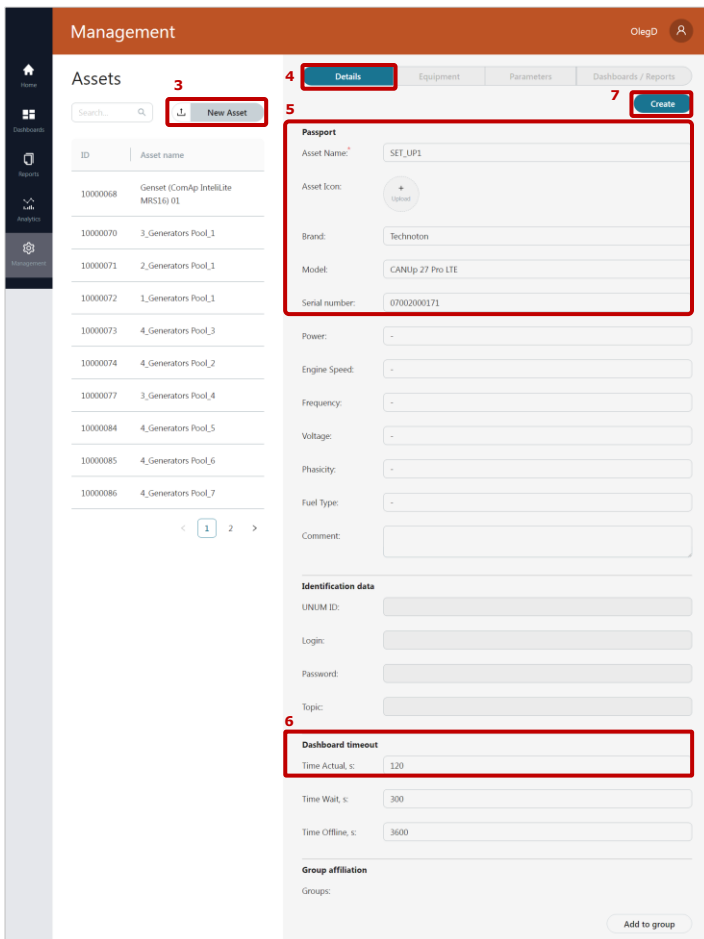 Management
OlegD
Home
Dashboards
Reports
Analytics
Management
Assets
3
Search...
New Asset
ID Asset name
10000068 Genset (ComAp InteliLite
MRS16) 01
10000070 3_Generators Pool_1
10000071 2_Generators Pool_1
10000072 1_Generators Pool_1
10000073 4_Generators Pool_3
10000074 4_Generators Pool_2
10000077 3_Generators Pool_4
10000084 4_Generators Pool_5
10000085 4_Generators Pool_6
10000086 4_Generators Pool_7
< 1 2 >
4
Details Equipment Parameters Dashboards / Reports
7
Create
5
Passport
Asset Name:* SET_UP1
Asset Icon: + Upload
Brand: Technoton
Model: CANUp 27 Pro LTE
Serial number: 07002000171
Power: -
Engine Speed: -
Frequency: -
Voltage: -
Phasicity: -
Fuel Type: -
Comment:
Identification data
UNUM ID:
Login:
Password:
Topic:
6
Dashboard timeout
Time Actual, s: 120
Time Wait, s: 300
Time Offline, s: 3600
Group affiliation
Groups:
Add to group